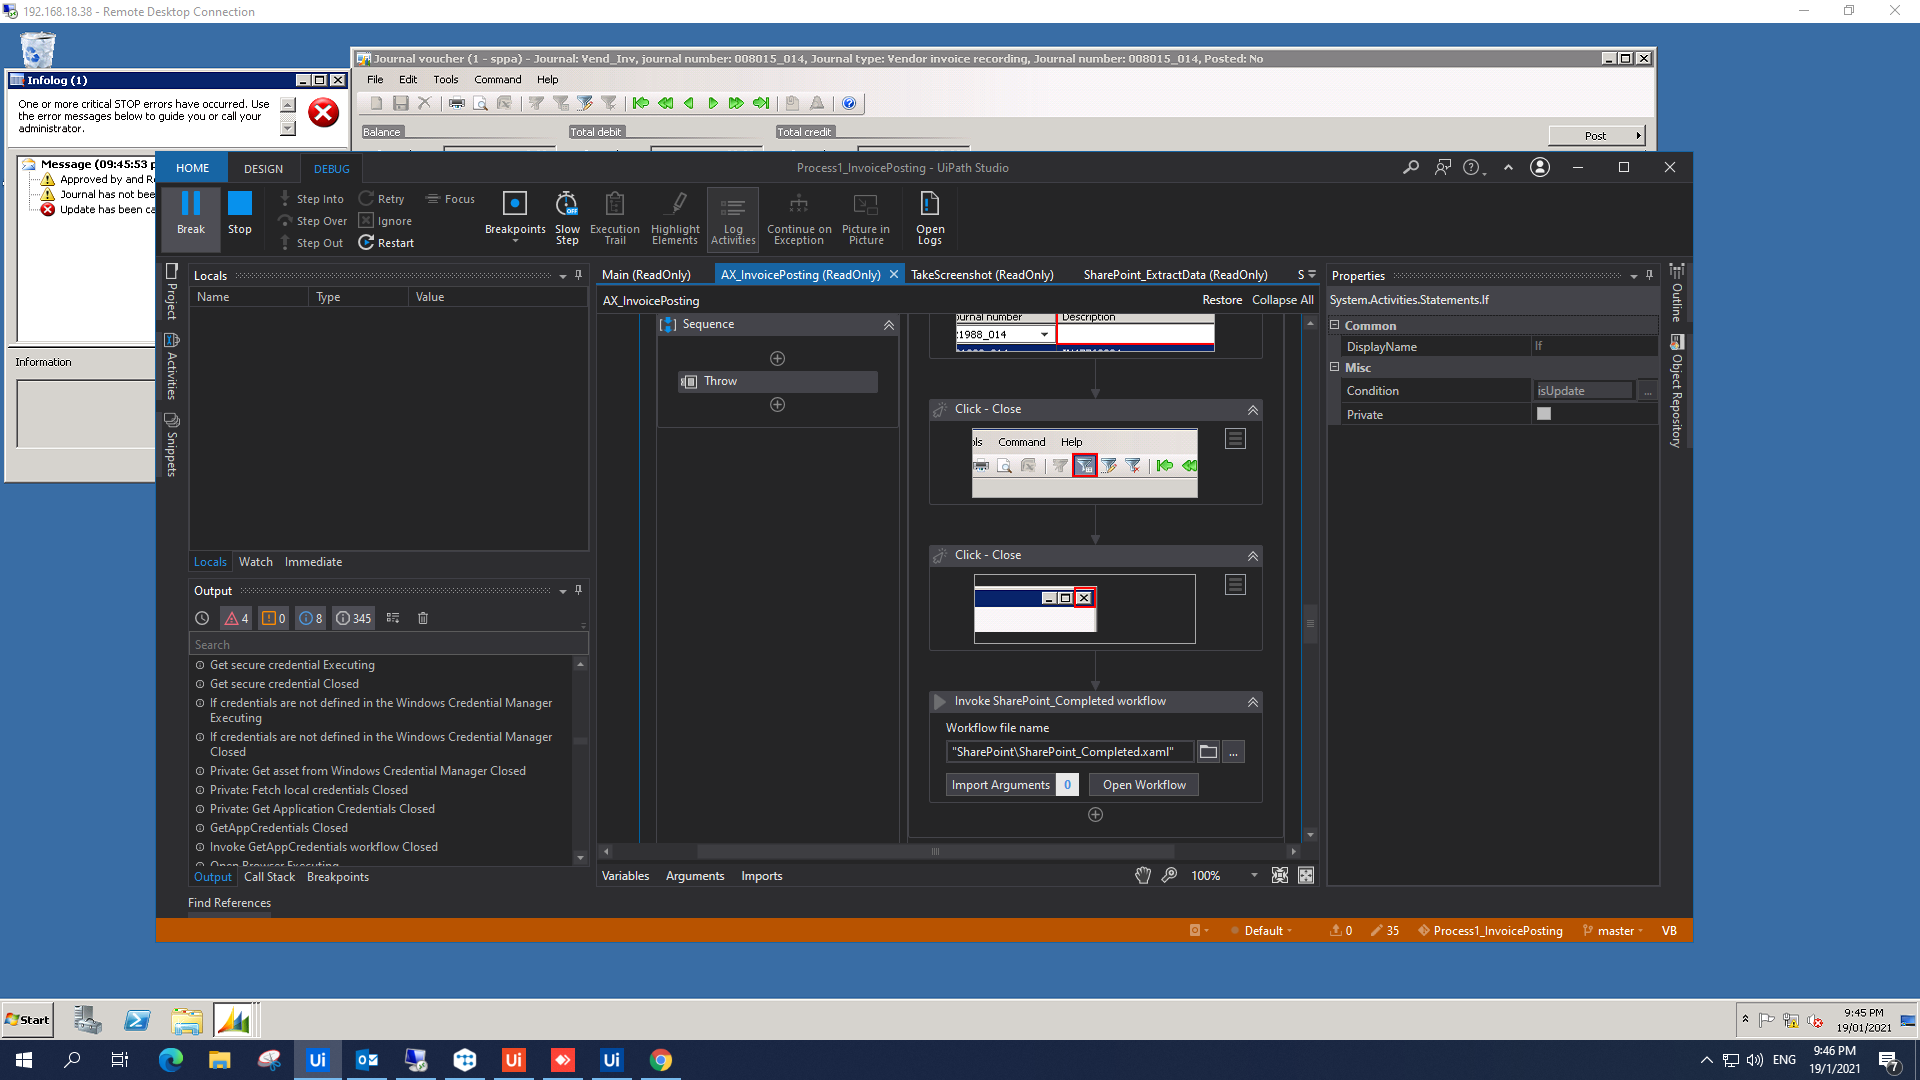 192.168.18.38 - Remote Desktop Connection
Journal voucher (1 - sppa) - Journal: Vend_Inv, journal number: 008015_014, Journal type: Vendor invoice recording, Journal number: 008015_014, Posted: No
File Edit Tools Command Help
Balance Total debit Total credit
Post
Infolog (1)
One or more critical STOP errors have occurred. Use
the error messages below to guide you or call your
administrator.
Message (09:45:53 p
Approved by and Re
Journal has not bee
Update has been ca
Information
HOME DESIGN DEBUG
Process1_InvoicePosting - UiPath Studio
Break
Stop
Step Into
Step Over
Step Out
Retry
Ignore
Restart
Focus
Breakpoints
Slow
Step
Execution
Trail
Highlight
Elements
Log
Activities
Continue on
Exception
Picture in
Picture
Open
Logs
Project
Activities
Snippets
Locals
Name Type Value
Locals Watch Immediate
Output
4 0 8 345
Search
Get secure credential Executing
Get secure credential Closed
If credentials are not defined in the Windows Credential Manager
Executing
If credentials are not defined in the Windows Credential Manager
Closed
Private: Get asset from Windows Credential Manager Closed
Private: Fetch local credentials Closed
Private: Get Application Credentials Closed
GetAppCredentials Closed
Invoke GetAppCredentials workflow Closed
Open Browser Executing
Output Call Stack Breakpoints
Find References
Main (ReadOnly) AX_InvoicePosting (ReadOnly) TakeScreenshot (ReadOnly) SharePoint_ExtractData (ReadOnly) S
AX_InvoicePosting
Restore Collapse All
Sequence
Throw
ournal number Description
21988_014
Click - Close
ols Command Help
Click - Close
Invoke SharePoint_Completed workflow
Workflow file name
"SharePoint\SharePoint_Completed.xaml"
...
Import Arguments 0 Open Workflow
Variables Arguments Imports
100%
Properties
System.Activities.Statements.If
Common
DisplayName If
Misc
Condition isUpdate ...
Private
Outline
Object Repository
Default 0 35 Process1_InvoicePosting master VB
Start
9:45 PM
19/01/2021
ENG
9:46 PM
19/1/2021
7